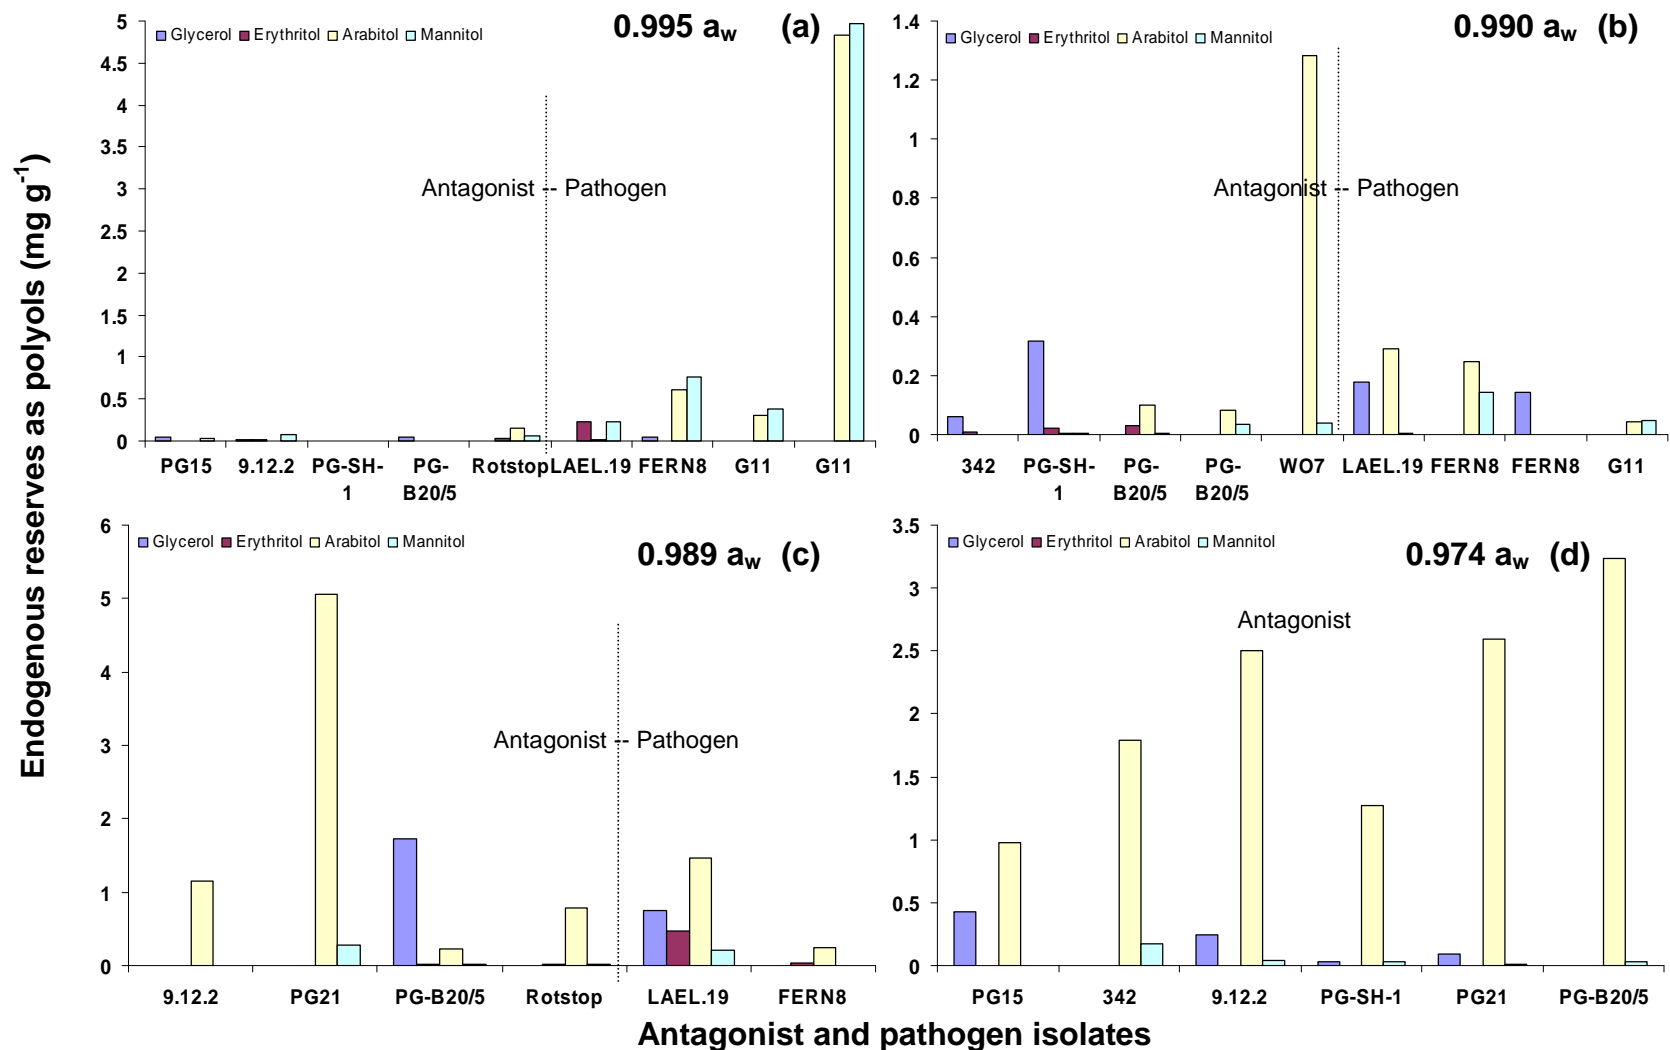 Endogenous reserves as polyols (mg g-1)
0.995 aw (a)
Glycerol Erythritol Arabitol Mannitol
5
4.5
4
3.5
3
2.5
2
1.5
1
0.5
0
Antagonist -- Pathogen
PG15 9.12.2 PG-SH- PG- Rotstop LAEL.19 FERN8 G11 G11
1 B20/5
0.990 aw (b)
Glycerol Erythritol Arabitol Mannitol
1.4
1.2
1
0.8
0.6
0.4
0.2
0
Antagonist -- Pathogen
342 PG-SH- PG- PG- WO7 LAEL.19 FERN8 FERN8 G11
1 B20/5 B20/5
0.989 aw (c)
Glycerol Erythritol Arabitol Mannitol
6
5
4
3
2
1
0
Antagonist -- Pathogen
9.12.2 PG21 PG-B20/5 Rotstop LAEL.19 FERN8
0.974 aw (d)
Glycerol Erythritol Arabitol Mannitol
3.5
3
2.5
2
1.5
1
0.5
0
Antagonist
PG15 342 9.12.2 PG-SH-1 PG21 PG-B20/5
Antagonist and pathogen isolates